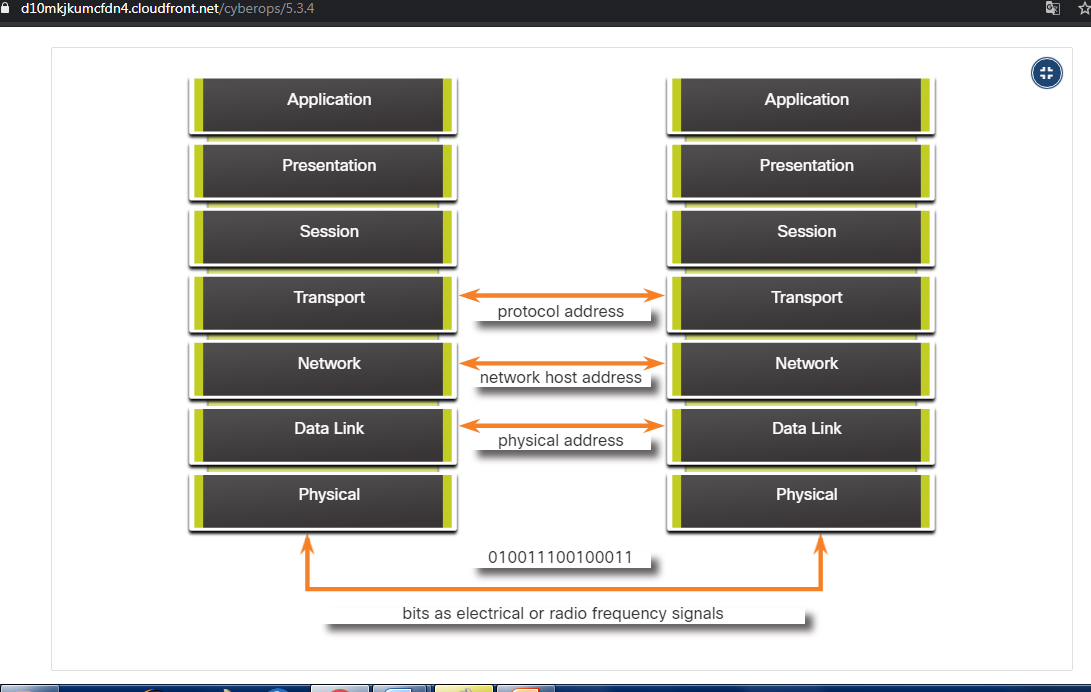 d10mkjkumcfdn4.cloudfront.net/cyberops/5.3.4
Application Application
Presentation Presentation
Session Session
Transport Transport
protocol address
Network Network
network host address
Data Link Data Link
physical address
Physical Physical
010011100100011
bits as electrical or radio frequency signals